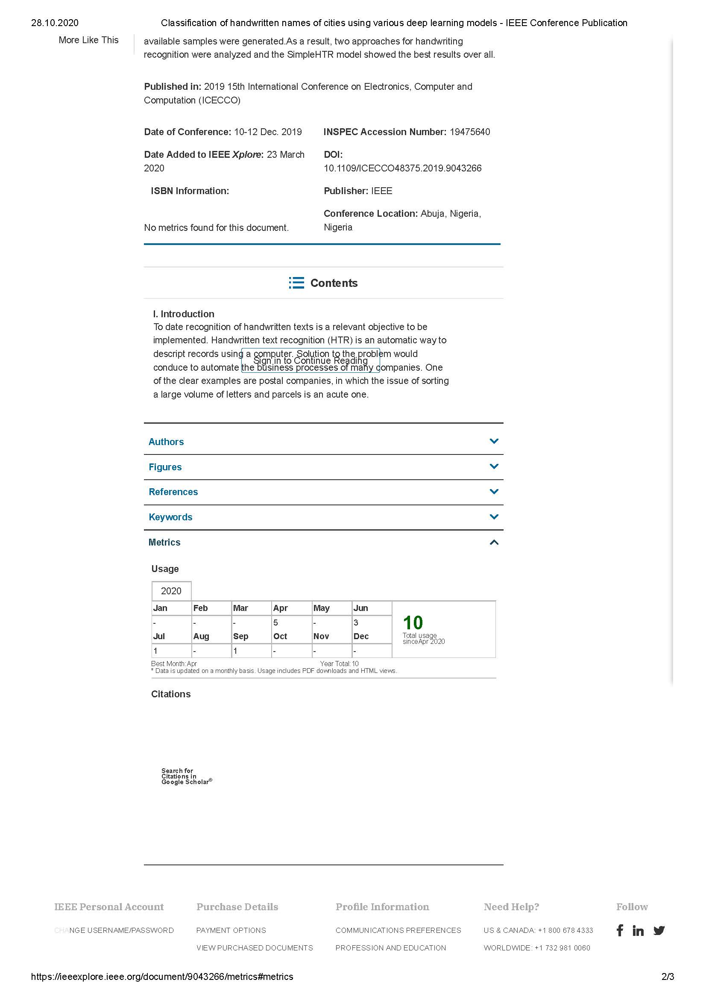 28.10.2020 Classification of handwritten names of cities using various deep learning models - IEEE Conference Publication
More Like This
available samples were generated.As a result, two approaches for handwriting
recognition were analyzed and the SimpleHTR model showed the best results over all.
Published in: 2019 15th International Conference on Electronics, Computer and
Computation (ICECCO)
Date of Conference: 10-12 Dec. 2019
Date Added to IEEE Xplore: 23 March
2020
ISBN Information:
No metrics found for this document.
INSPEC Accession Number: 19475640
DOI:
10.1109/ICECCO48375.2019.9043266
Publisher: IEEE
Conference Location: Abuja, Nigeria,
Nigeria
Contents
I. Introduction
To date recognition of handwritten texts is a relevant objective to be
implemented. Handwritten text recognition (HTR) is an automatic way to
descript records using a computer. Solution to the problem would
Sign in to Continue Reading
conduce to automate the business processes of many companies. One
of the clear examples are postal companies, in which the issue of sorting
a large volume of letters and parcels is an acute one.
Authors
Figures
References
Keywords
Metrics
Usage
2020
Jan Feb Mar Apr May Jun
- - - 5 - 3
Jul Aug Sep Oct Nov Dec
1 - 1 - - -
10
Total usage
sinceApr 2020
Best Month:Apr Year Total:10
* Data is updated on a monthly basis. Usage includes PDF downloads and HTML views.
Citations
Search for
Citations in
Google Scholar®
IEEE Personal Account
CHANGE USERNAME/PASSWORD
Purchase Details
PAYMENT OPTIONS
VIEW PURCHASED DOCUMENTS
Profile Information
COMMUNICATIONS PREFERENCES
PROFESSION AND EDUCATION
Need Help?
US & CANADA: +1 800 678 4333
WORLDWIDE: +1 732 981 0060
Follow
https://ieeexplore.ieee.org/document/9043266/metrics#metrics 2/3